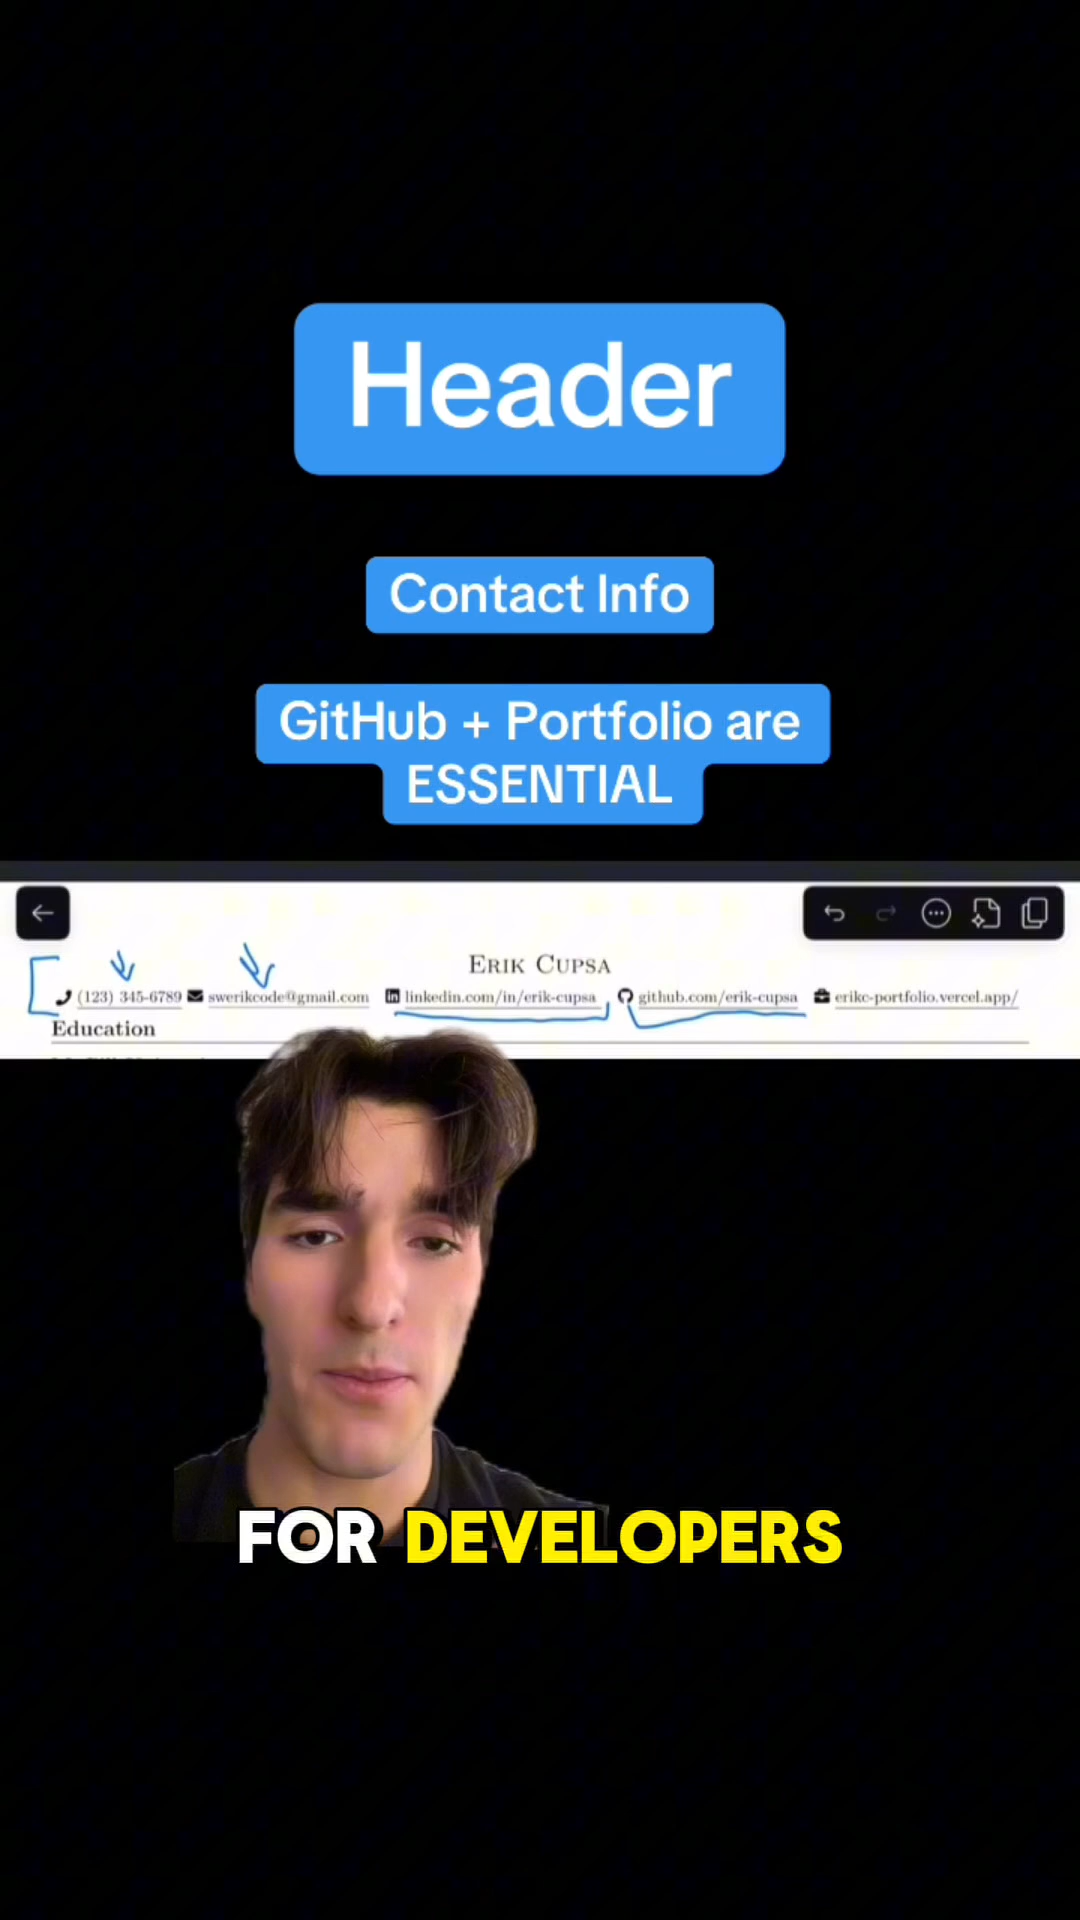 Header
Contact Info
GitHub + Portfolio are
ESSENTIAL
ERIK CUPSA
(123) 345-6789 swerikcode@gmail.com linkedin.com/in/erik-cupsa github.com/erik-cupsa erikc-portfolio.vercel.app/
Education
FOR DEVELOPERS